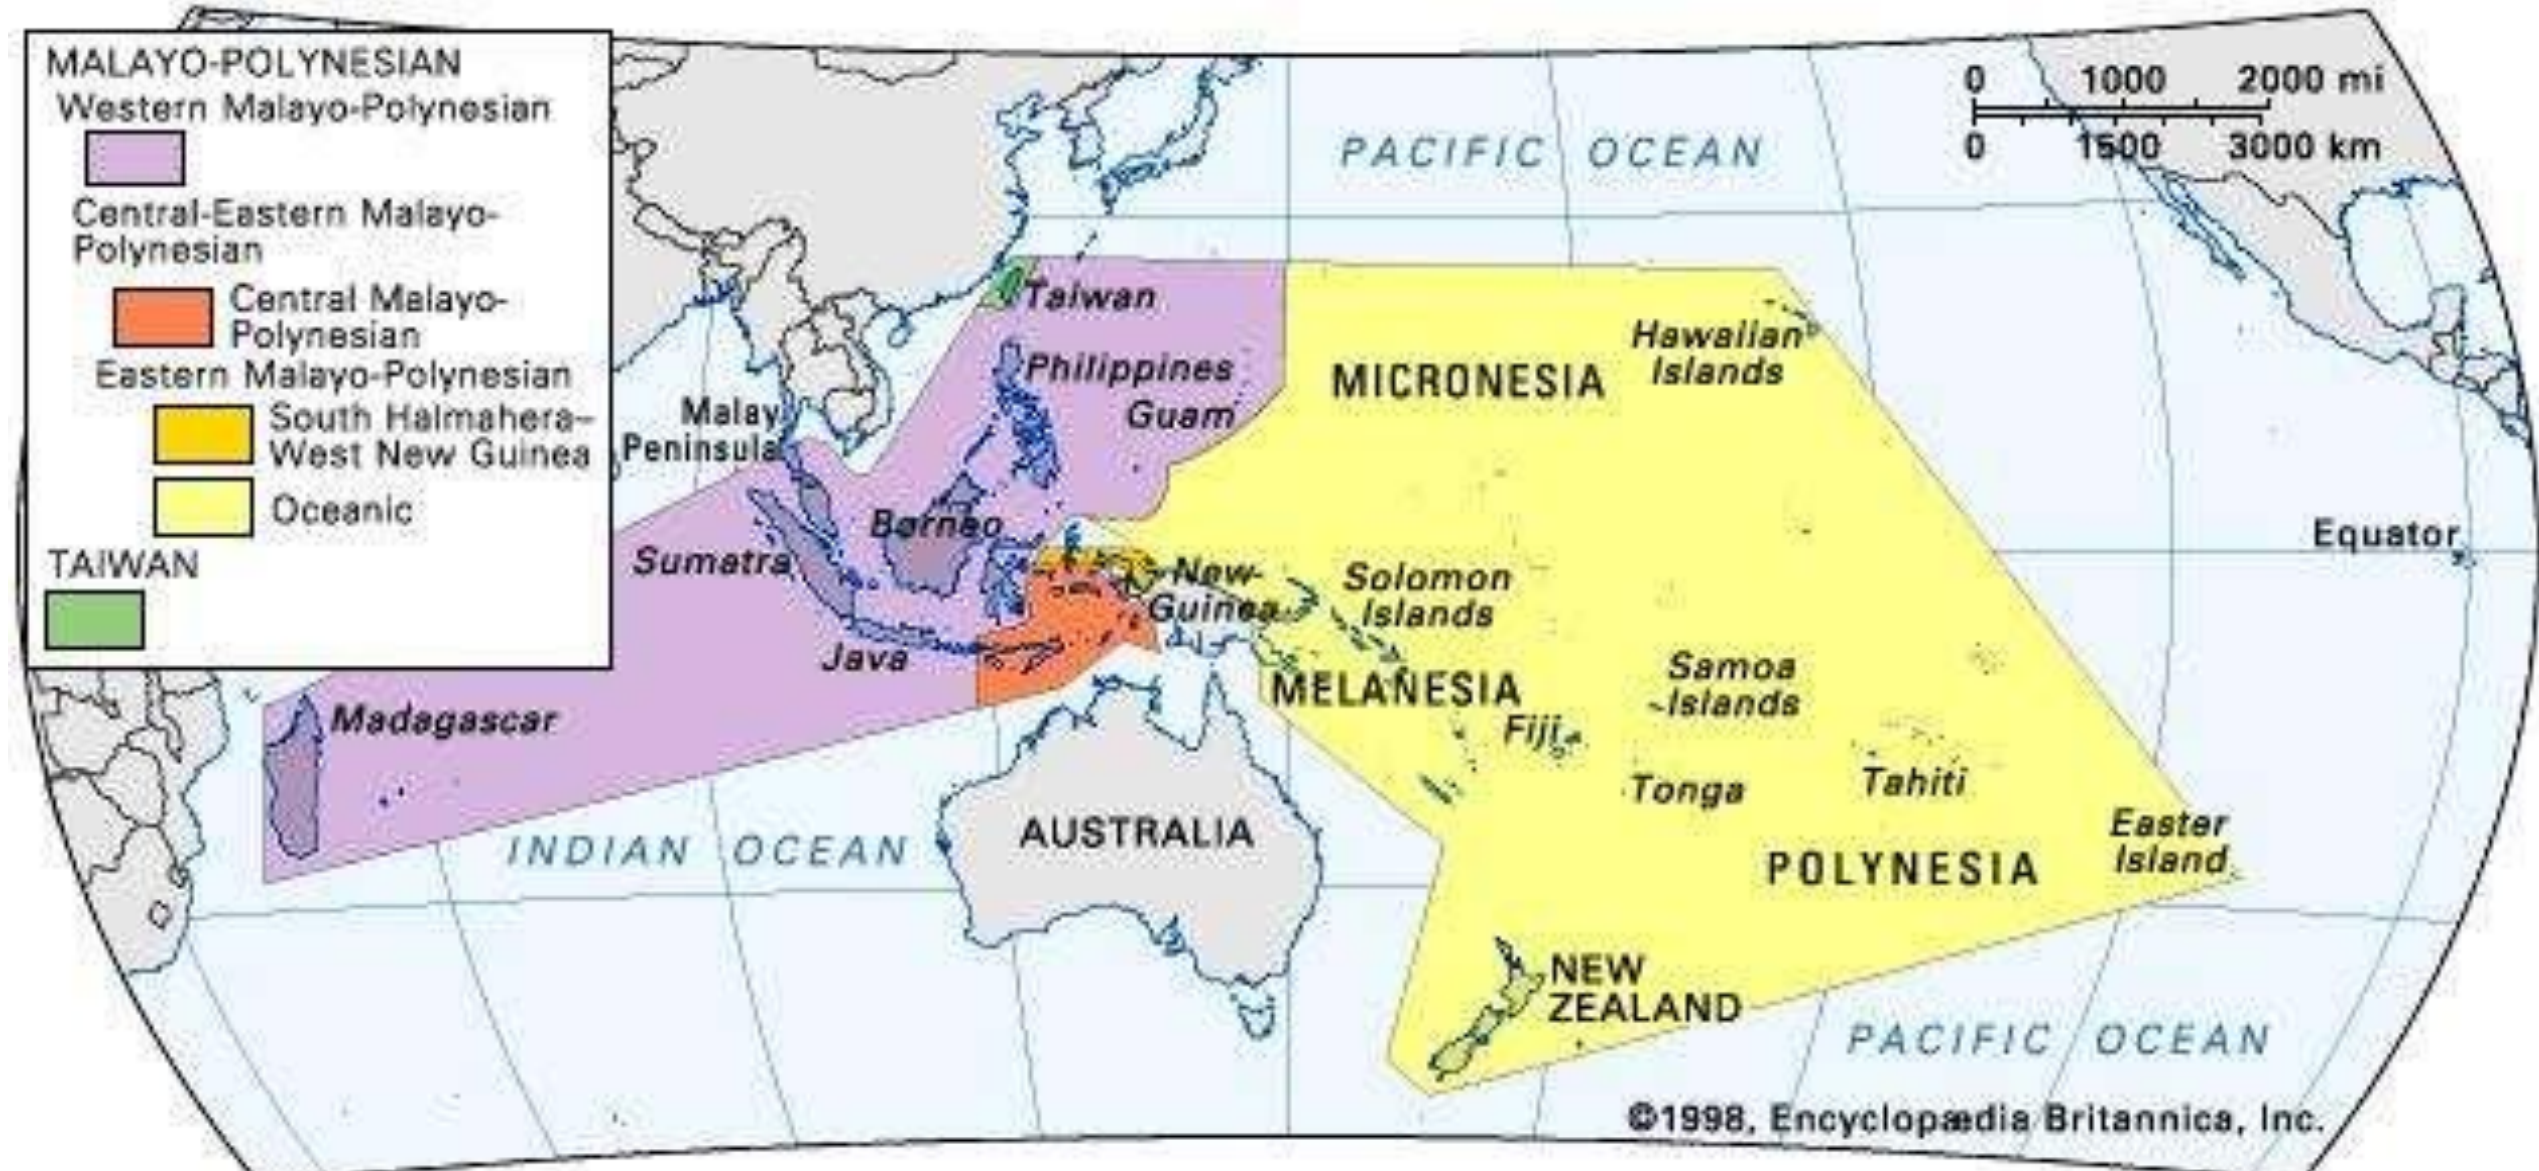 MALAYO-POLYNESIAN
Western Malayo-Polynesian
Central-Eastern Malayo-
Polynesian
Central Malayo-
Polynesian
Eastern Malayo-Polynesian
South Halmahera–
West New Guinea
Oceanic
TAIWAN
0 1000 2000 mi
0 1500 3000 km
PACIFIC OCEAN
Taiwan
Philippines
Guam
MICRONESIA
Hawaiian
Islands
Malay
Peninsula
Borneo
Sumatra
Java
New
Guinea
Solomon
Islands
Equator
MELANESIA
Samoa
Islands
Fiji
Madagascar
Tonga
Tahiti
Easter
Island
INDIAN OCEAN
AUSTRALIA
POLYNESIA
NEW
ZEALAND
PACIFIC OCEAN
©1998, Encyclopædia Britannica, Inc.